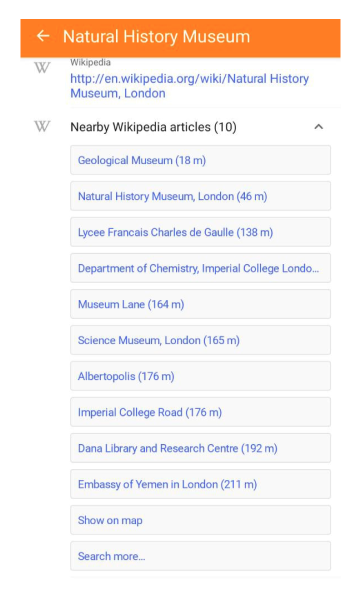 Natural History Museum
Wikipedia
http://en.wikipedia.org/wiki/Natural History
Museum, London
Nearby Wikipedia articles (10)
Geological Museum (18 m)
Natural History Museum, London (46 m)
Lycee Francais Charles de Gaulle (138 m)
Department of Chemistry, Imperial College Londo...
Museum Lane (164 m)
Science Museum, London (165 m)
Albertopolis (176 m)
Imperial College Road (176 m)
Dana Library and Research Centre (192 m)
Embassy of Yemen in London (211 m)
Show on map
Search more...